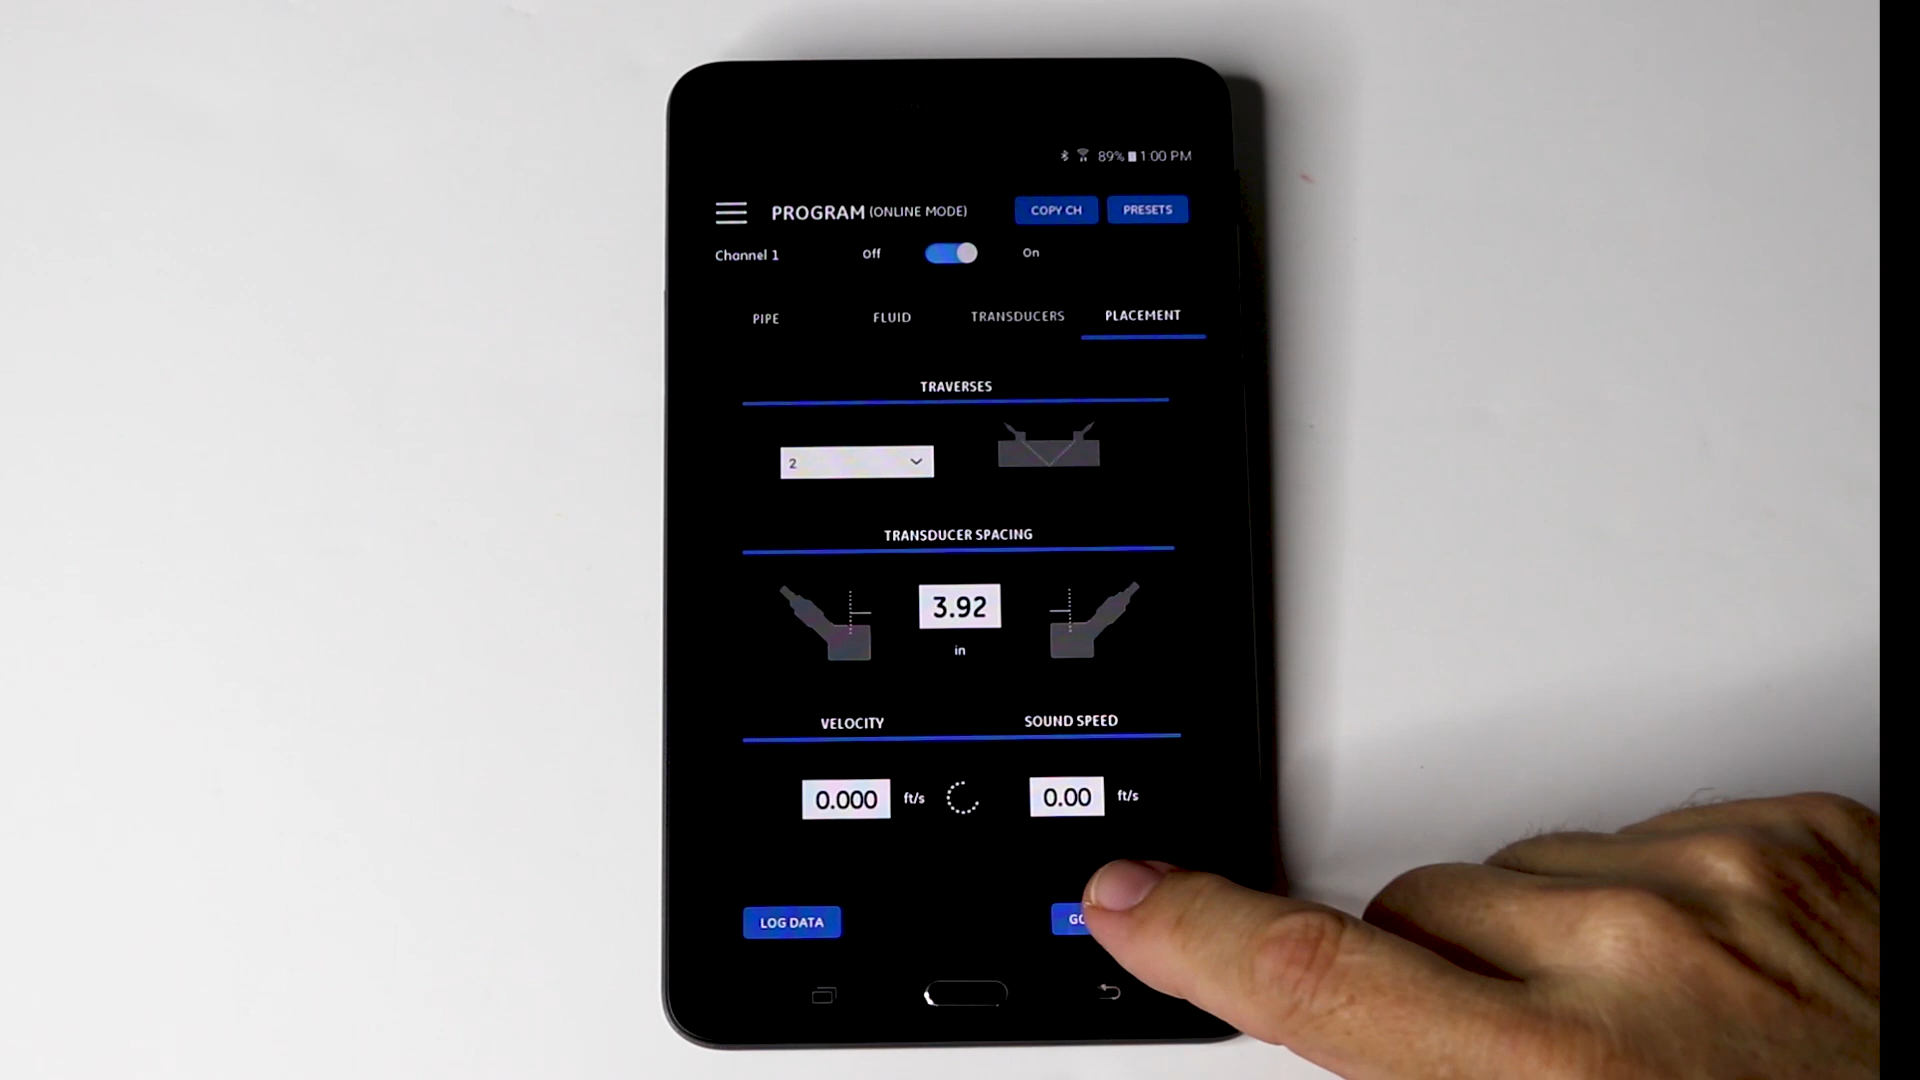 89% 1:00 PM
PROGRAM (ONLINE MODE) COPY CH PRESETS
Channel 1 Off On
PIPE FLUID TRANSDUCERS PLACEMENT
TRAVERSES
2
TRANSDUCER SPACING
3.92
in
VELOCITY SOUND SPEED
0.000 ft/s 0.00 ft/s
LOG DATA